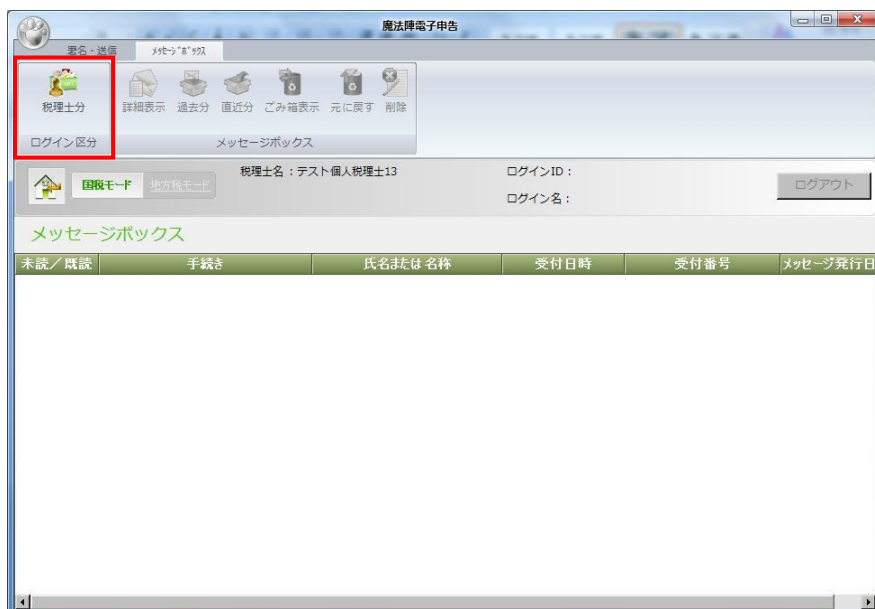 魔法陣電子申告
署名・送信 メッセージボックス
税理士分 詳細表示 過去分 直近分 ごみ箱表示 元に戻す 削除
ログイン区分 メッセージボックス
税理士名：テスト個人税理士13 ログインID：
国税モード 地方税モード ログアウト
ログイン名：
メッセージボックス
未読／既読 手続き 氏名または名称 受付日時 受付番号 メッセージ発行日